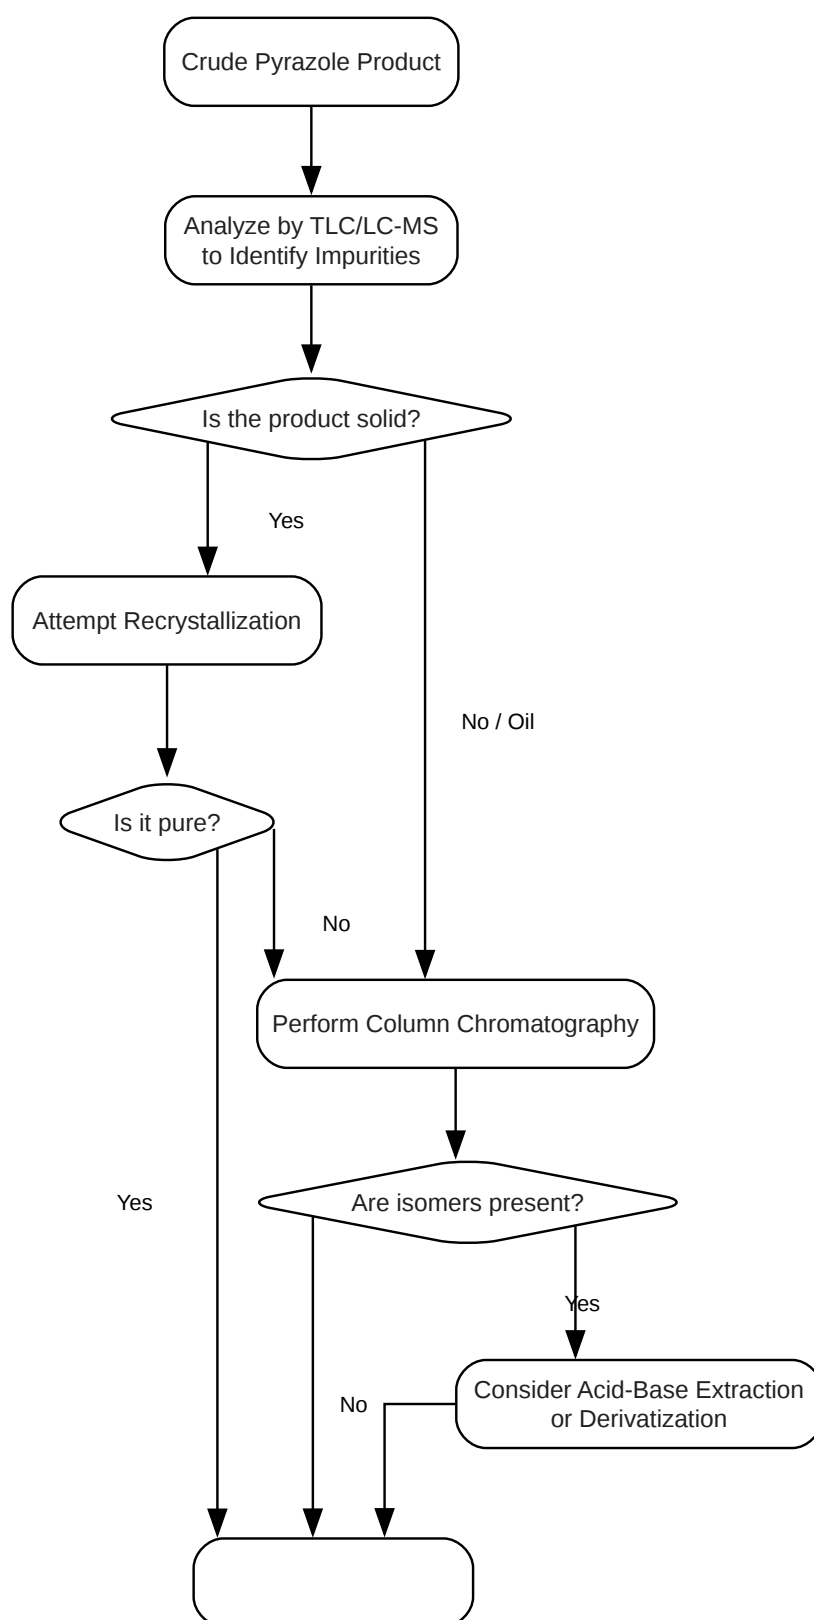 Crude Pyrazole Product
Analyze by TLC/LC-MS
to Identify Impurities
Is the product solid?
Yes
Attempt Recrystallization
No / Oil
Is it pure?
No
Perform Column Chromatography
Yes
Are isomers present?
Yes
Consider Acid-Base Extraction
or Derivatization
No